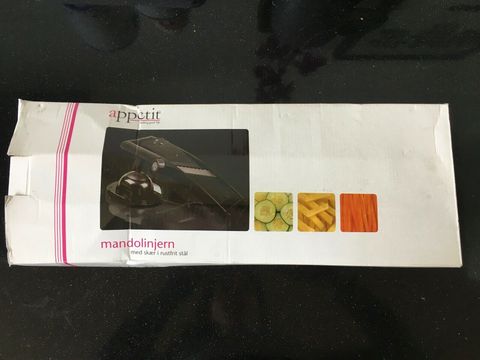 appetit
mandolinjern
med skær i rustfrit stål